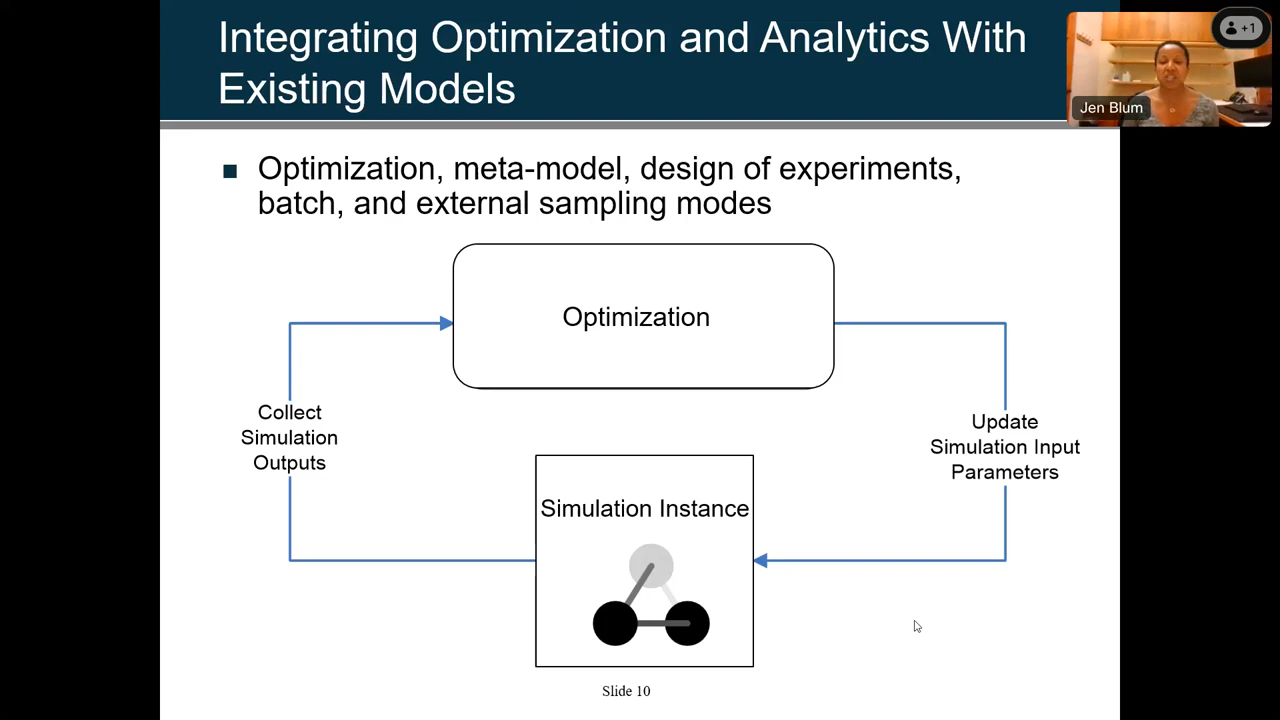 Integrating Optimization and Analytics With
Existing Models
+1
Jen Blum
Optimization, meta-model, design of experiments,
batch, and external sampling modes
Optimization
Collect
Simulation
Outputs
Update
Simulation Input
Parameters
Simulation Instance
Slide 10